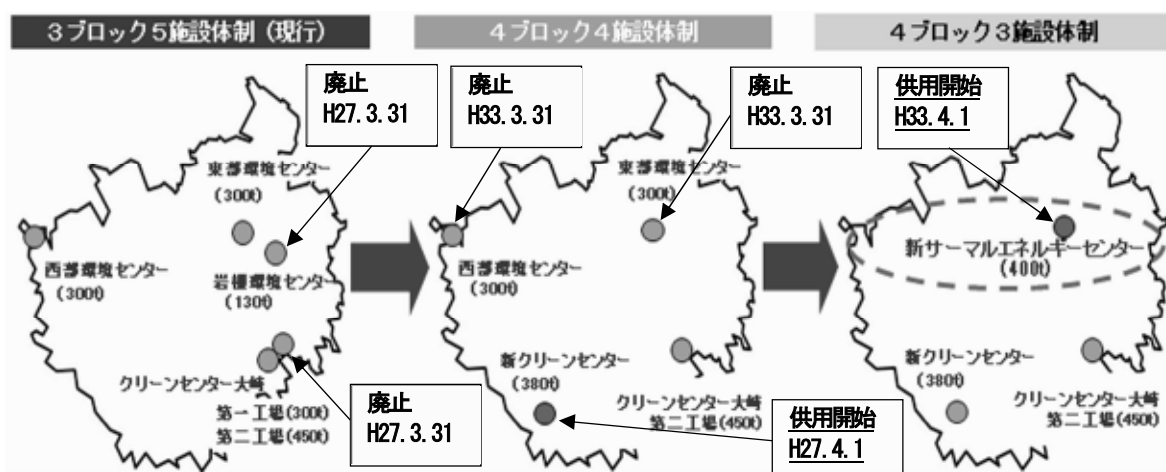 3ブロック5施設体制（現行）
廃止
H27.3.31
東部環境センター
(300t)
西部環境センター
(300t)
岩槻環境センター
(130t)
クリーンセンター大崎
第一工場(300t)
第二工場(450t)
廃止
H27.3.31
4ブロック4施設体制
廃止
H33.3.31
廃止
H33.3.31
東部環境センター
(300t)
西部環境センター
(300t)
新クリーンセンター
(380t)
クリーンセンター大崎
第二工場(450t)
供用開始
H27.4.1
4ブロック3施設体制
供用開始
H33.4.1
新サーマルエネルギーセンター
(400t)
新クリーンセンター
(380t)
クリーンセンター大崎
第二工場(450t)